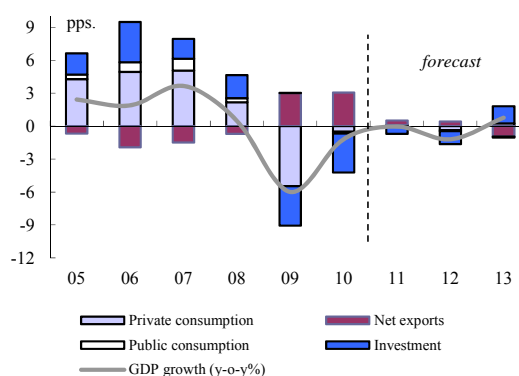 pps.
forecast
9
6
3
0
-3
-6
-9
-12
05 06 07 08 09 10 11 12 13
Private consumption Net exports
Public consumption Investment
GDP growth (y-o-y%)